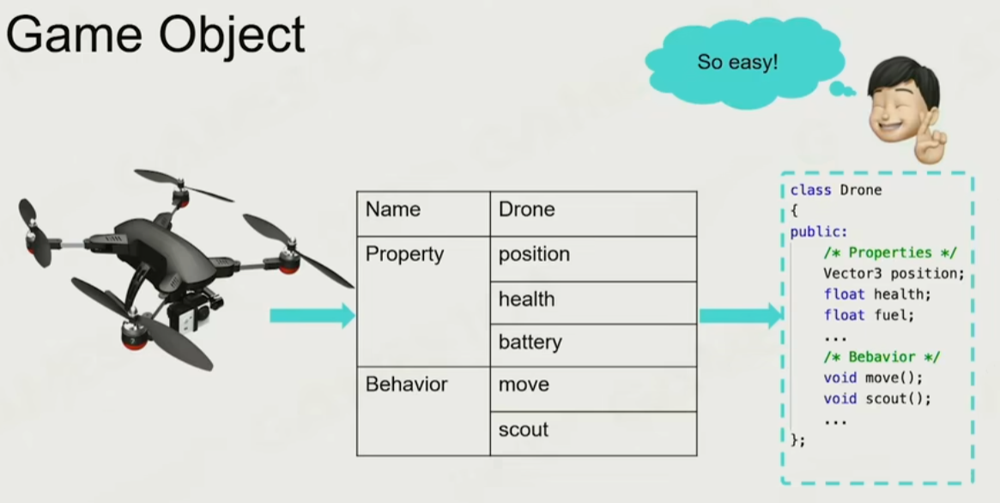 Game Object
So easy!
Name Drone
Property position
health
battery
Behavior move
scout
class Drone
{
public:
/* Properties */
Vector3 position;
float health;
float fuel;
...
/* Bebavior */
void move();
void scout();
...
};